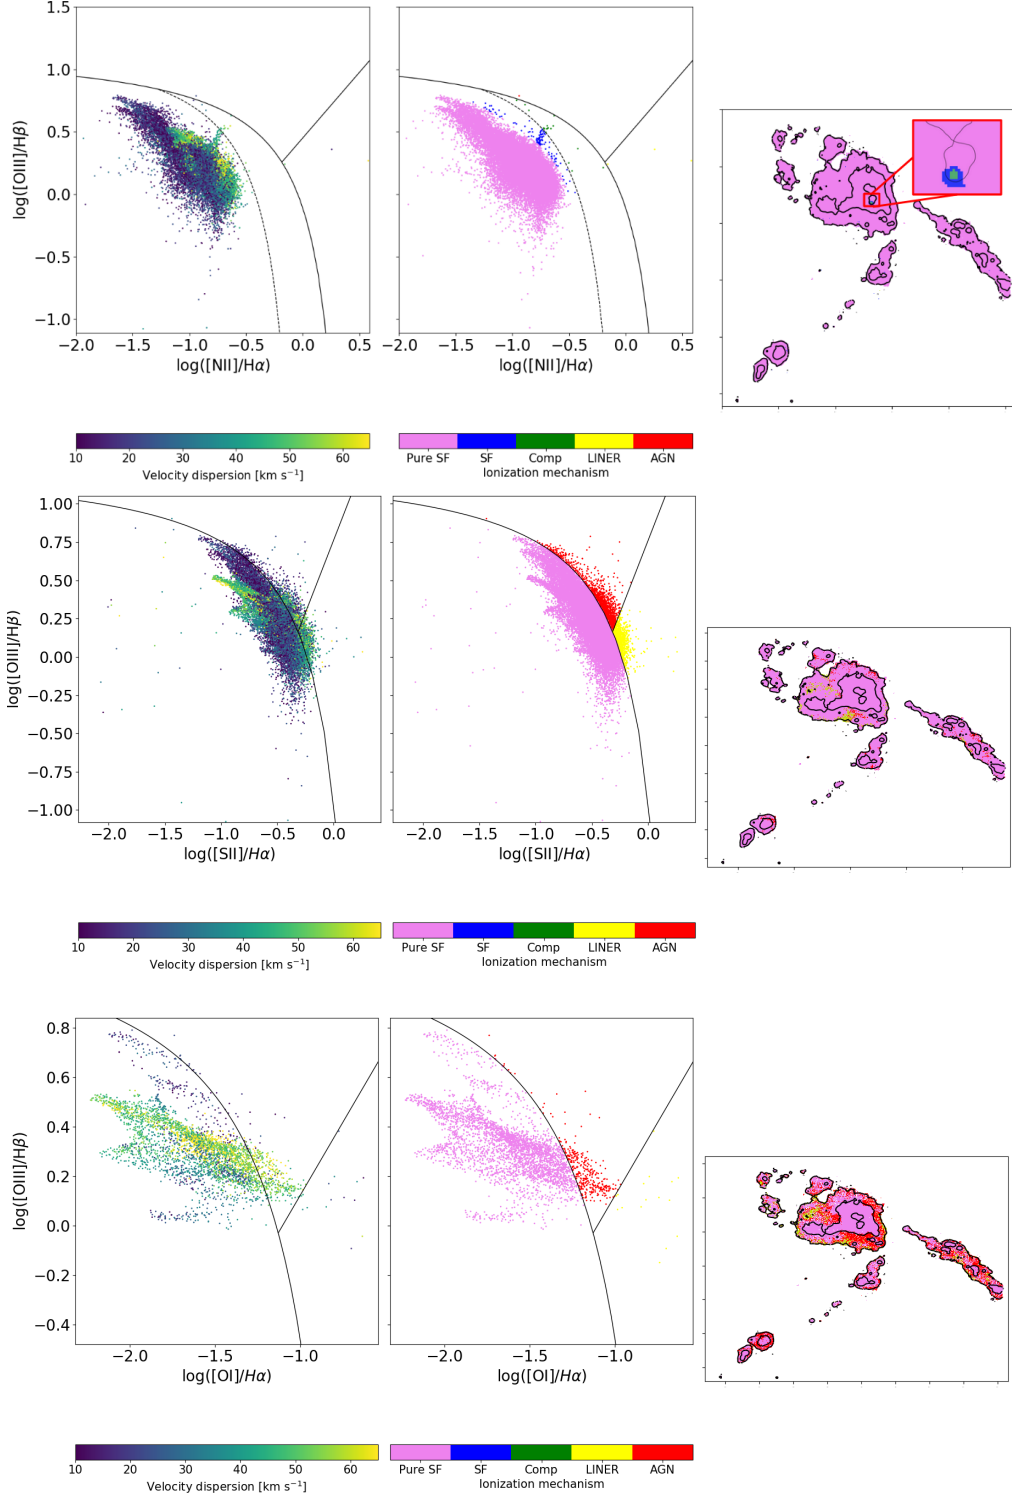 1.5
1.0
0.5
0.0
−0.5
−1.0
log([OIII]/Hβ)
−2.0 −1.5 −1.0 −0.5 0.0 0.5
log([NII]/Hα)
−2.0 −1.5 −1.0 −0.5 0.0 0.5
log([NII]/Hα)
10 20 30 40 50 60
Velocity dispersion [km s⁻¹]
Pure SF SF Comp LINER AGN
Ionization mechanism
1.00
0.75
0.50
0.25
0.00
−0.25
−0.50
−0.75
−1.00
log([OIII]/Hβ)
−2.0 −1.5 −1.0 −0.5 0.0
log([SII]/Hα)
−2.0 −1.5 −1.0 −0.5 0.0
log([SII]/Hα)
10 20 30 40 50 60
Velocity dispersion [km s⁻¹]
Pure SF SF Comp LINER AGN
Ionization mechanism
0.8
0.6
0.4
0.2
0.0
−0.2
−0.4
log([OIII]/Hβ)
−2.0 −1.5 −1.0
log([OI]/Hα)
−2.0 −1.5 −1.0
log([OI]/Hα)
10 20 30 40 50 60
Velocity dispersion [km s⁻¹]
Pure SF SF Comp LINER AGN
Ionization mechanism